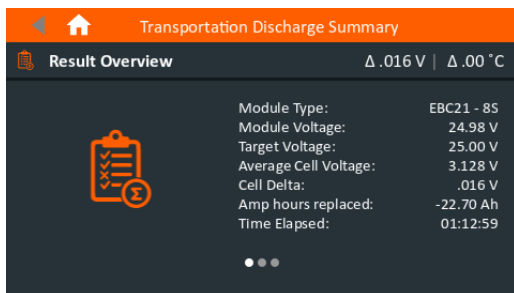 Transportation Discharge Summary
Result Overview Δ .016 V | Δ .00 °C
Module Type: EBC21 - 8S
Module Voltage: 24.98 V
Target Voltage: 25.00 V
Average Cell Voltage: 3.128 V
Cell Delta: .016 V
Amp hours replaced: -22.70 Ah
Time Elapsed: 01:12:59
Σ